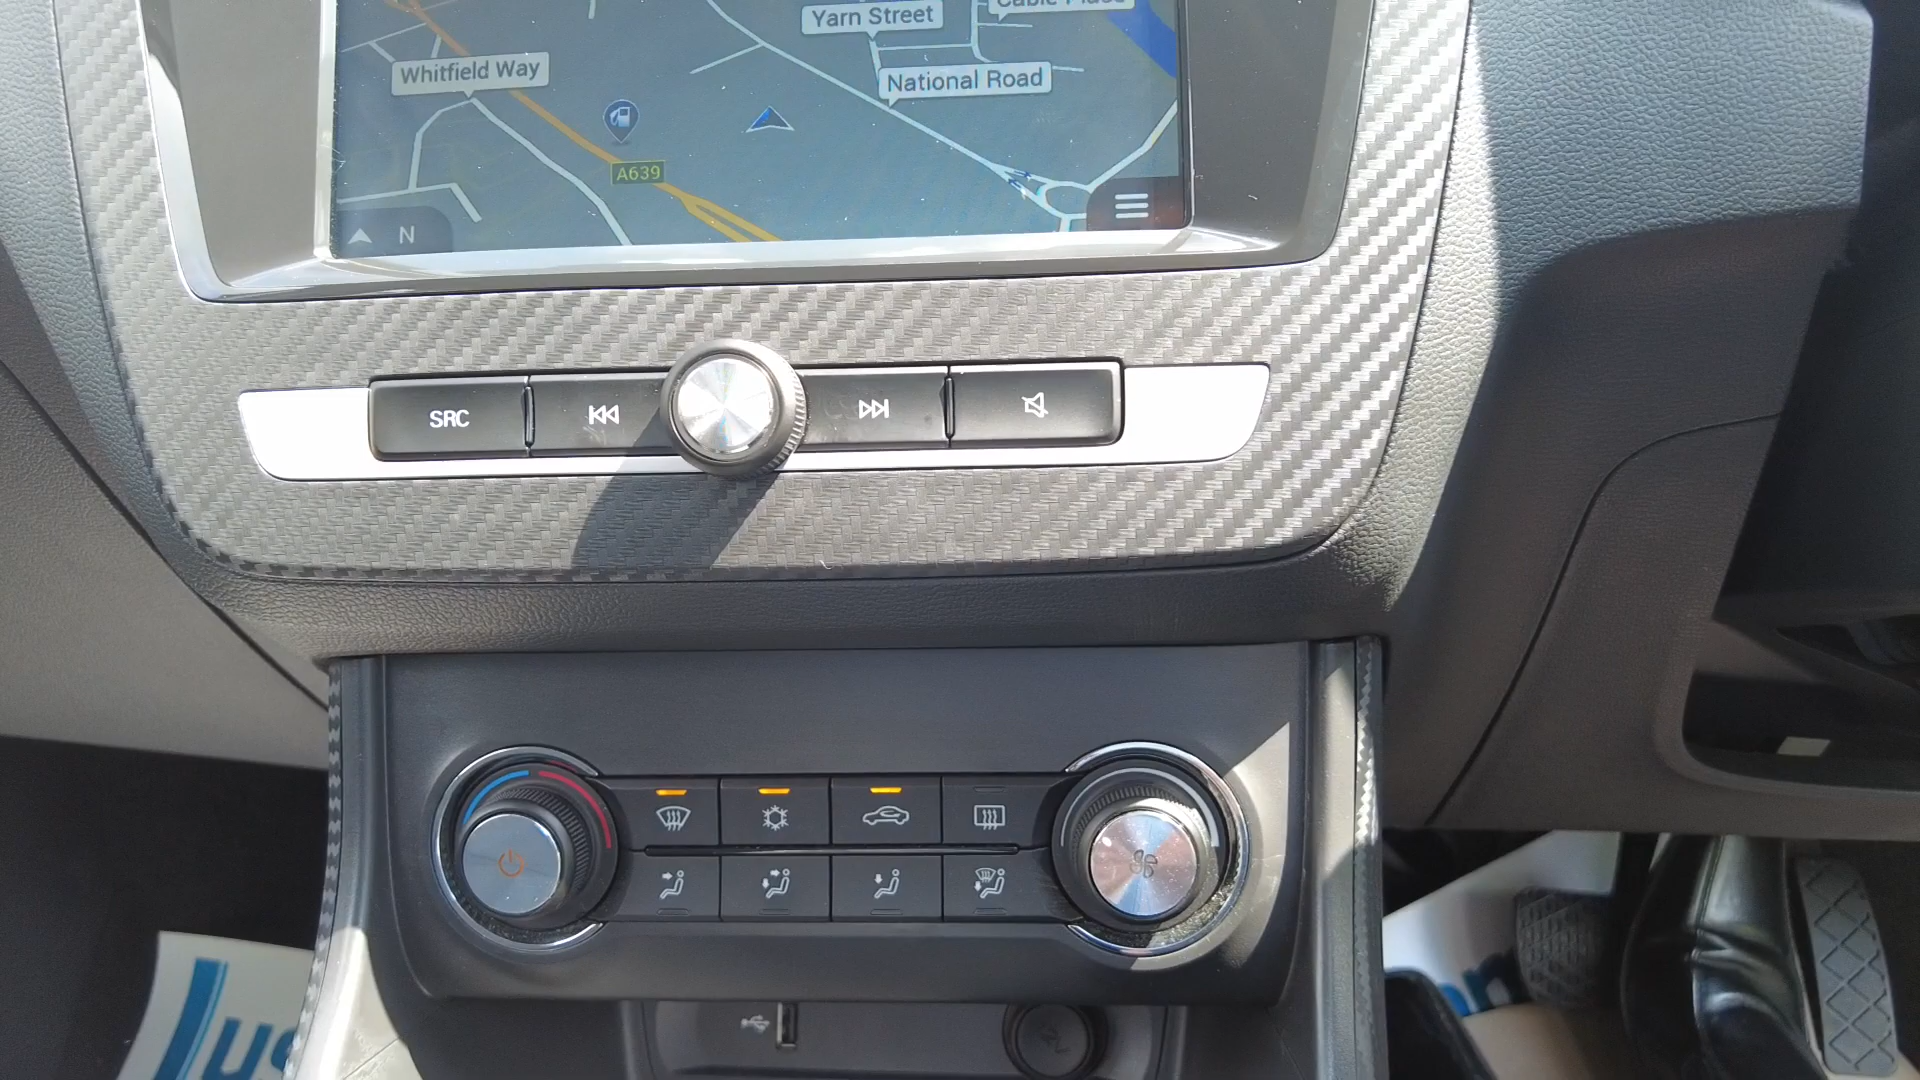 Yarn Street
Whitfield Way
National Road
A639
N
SRC